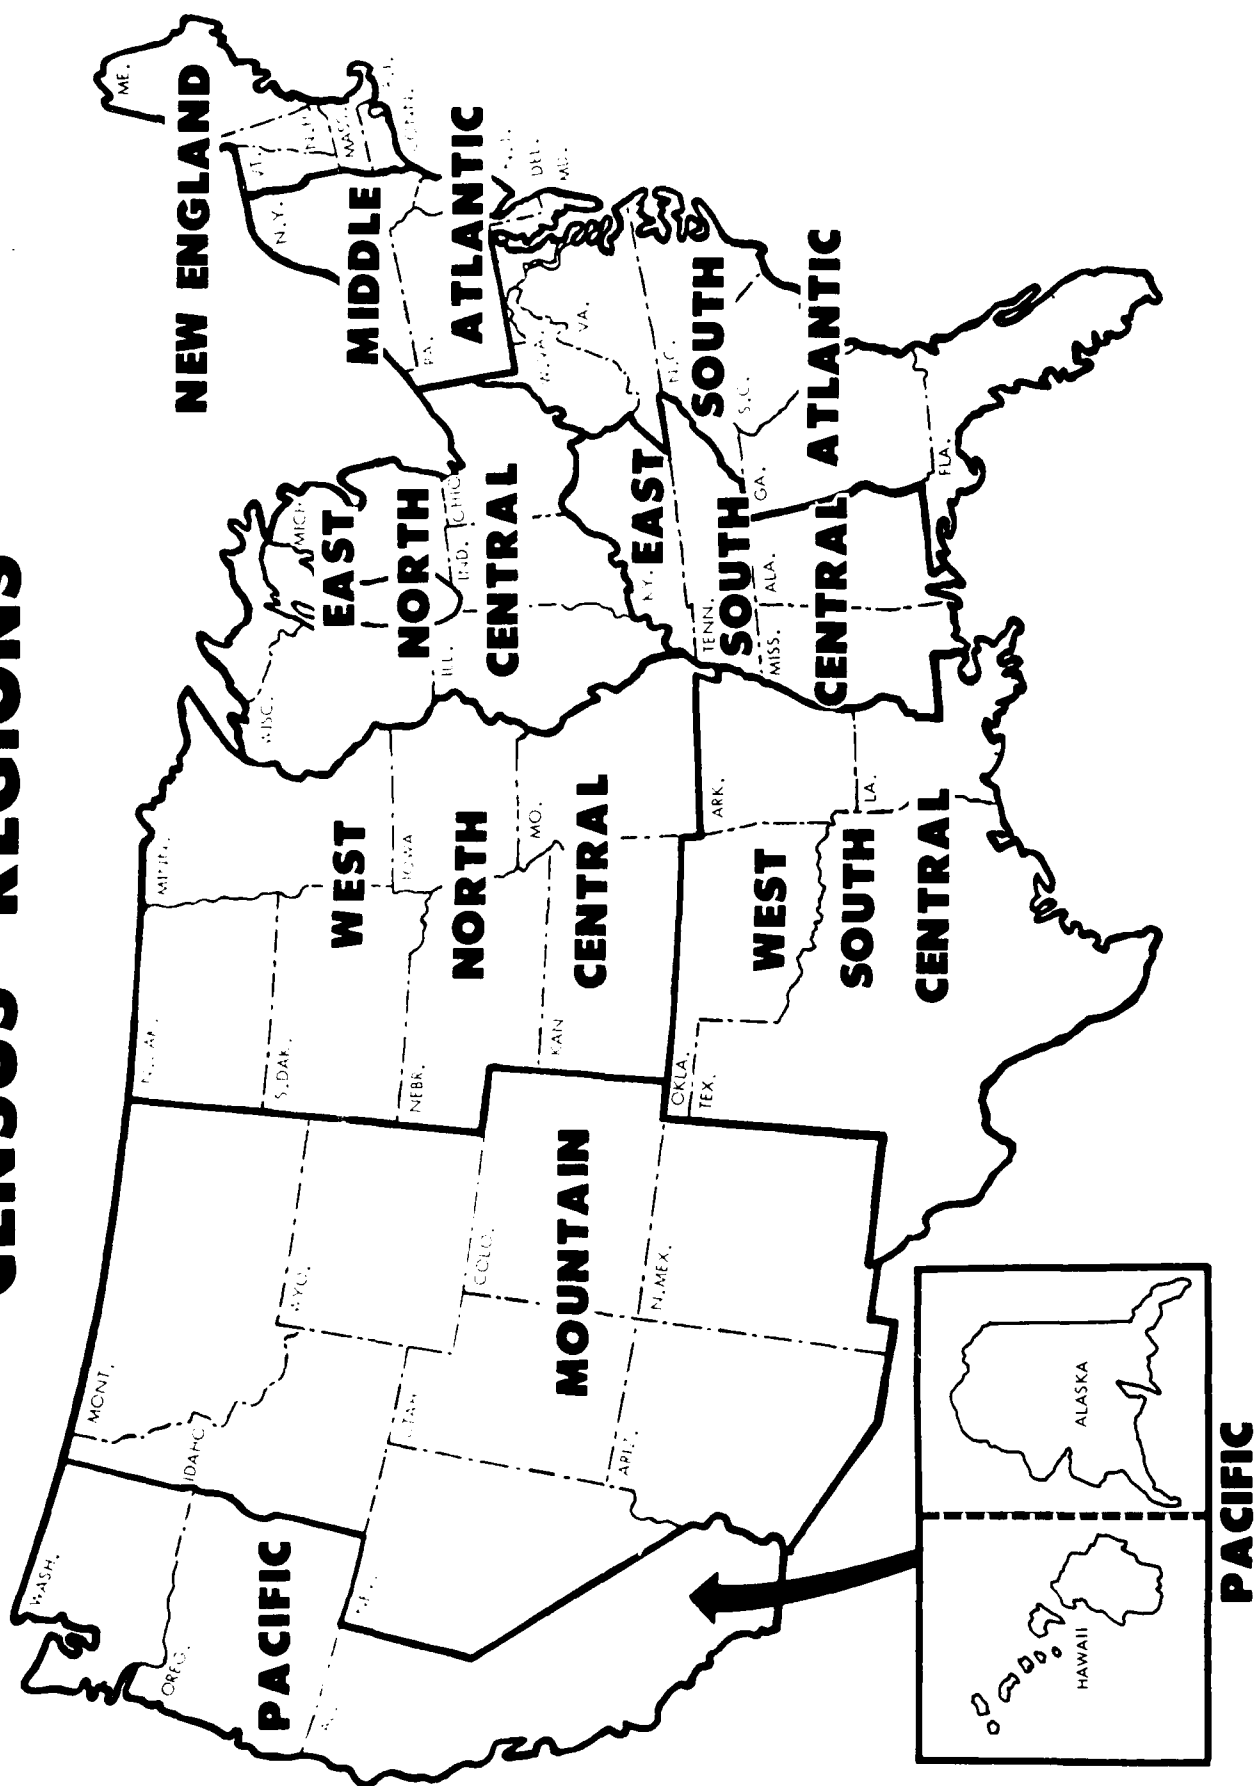 CENSUS REGIONS
WASH.
OREG.
PACIFIC
MONT.
IDAHO
ARIZ.
COLO.
N.MEX.
MOUNTAIN
S.DAK.
NEBR.
KAN
MINN.
IOWA
MO.
WEST
NORTH
CENTRAL
OKLA.
TEX.
ARK.
LA.
WEST
SOUTH
CENTRAL
WISC.
MICH
ILL.
IND.
OHIO
EAST
NORTH
CENTRAL
KY.
TENN.
MISS.
ALA.
EAST
SOUTH
CENTRAL
ME.
VT.
MASS.
NEW ENGLAND
N.Y.
PA.
MIDDLE
ATLANTIC
DEL.
MD.
W.VA.
VA.
N.C.
S.C.
GA.
FLA.
SOUTH
ATLANTIC
HAWAII
ALASKA
PACIFIC